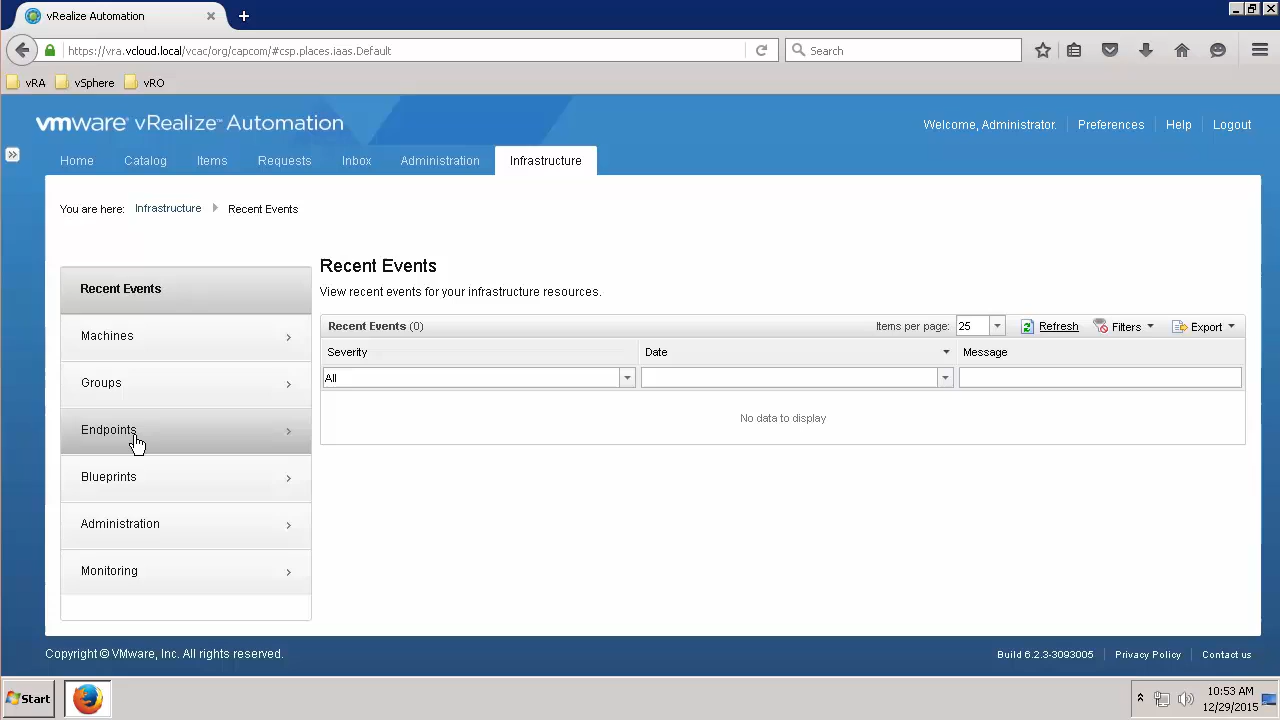 vRealize Automation
https://vra.vcloud.local/vcac/org/capcom/#csp.places.iaas.Default
Search
vRA
vSphere
vRO
vmware® vRealize™ Automation
Welcome, Administrator.
Preferences
Help
Logout
Home
Catalog
Items
Requests
Inbox
Administration
Infrastructure
You are here: Infrastructure Recent Events
Recent Events
Machines
Groups
Endpoints
Blueprints
Administration
Monitoring
Recent Events
View recent events for your infrastructure resources.
Recent Events (0)
Items per page: 25
Refresh
Filters
Export
Severity
Date
Message
All
No data to display
Copyright © VMware, Inc. All rights reserved.
Build 6.2.3-3093005
Privacy Policy
Contact us
Start
10:53 AM
12/29/2015